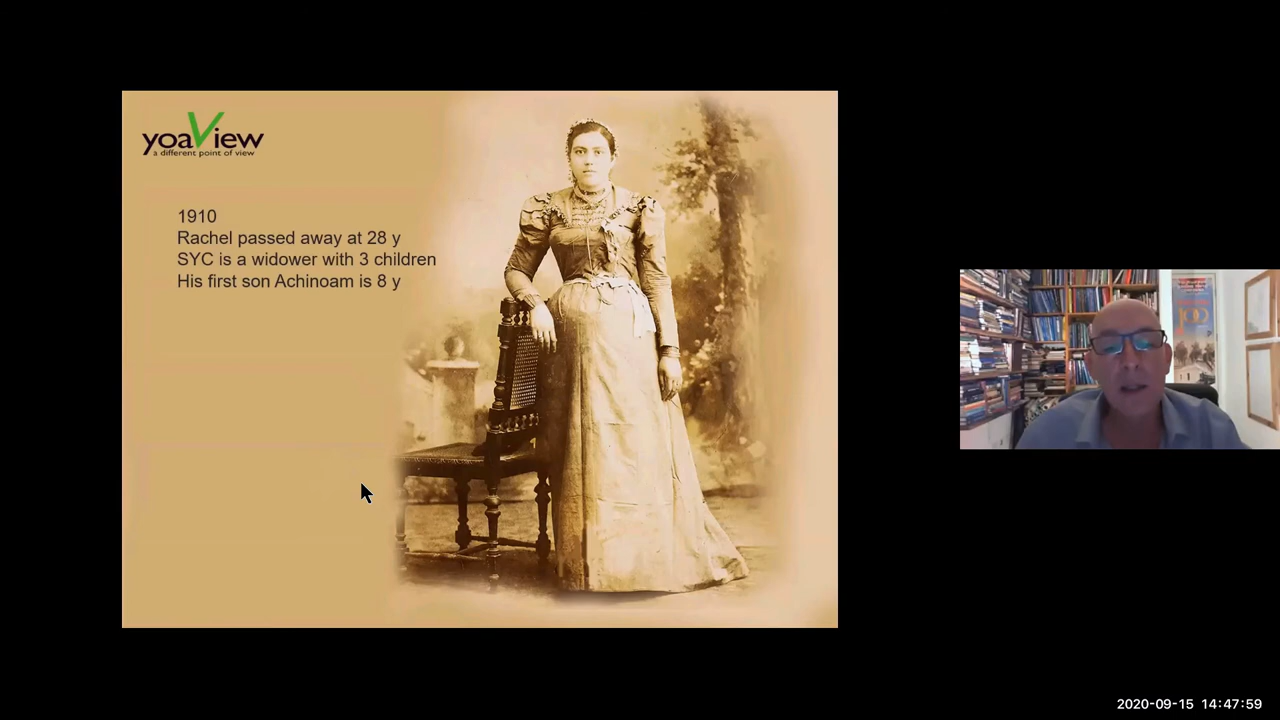 yoaView
a different point of view
1910
Rachel passed away at 28 y
SYC is a widower with 3 children
His first son Achinoam is 8 y
100
2020-09-15 14:47:59